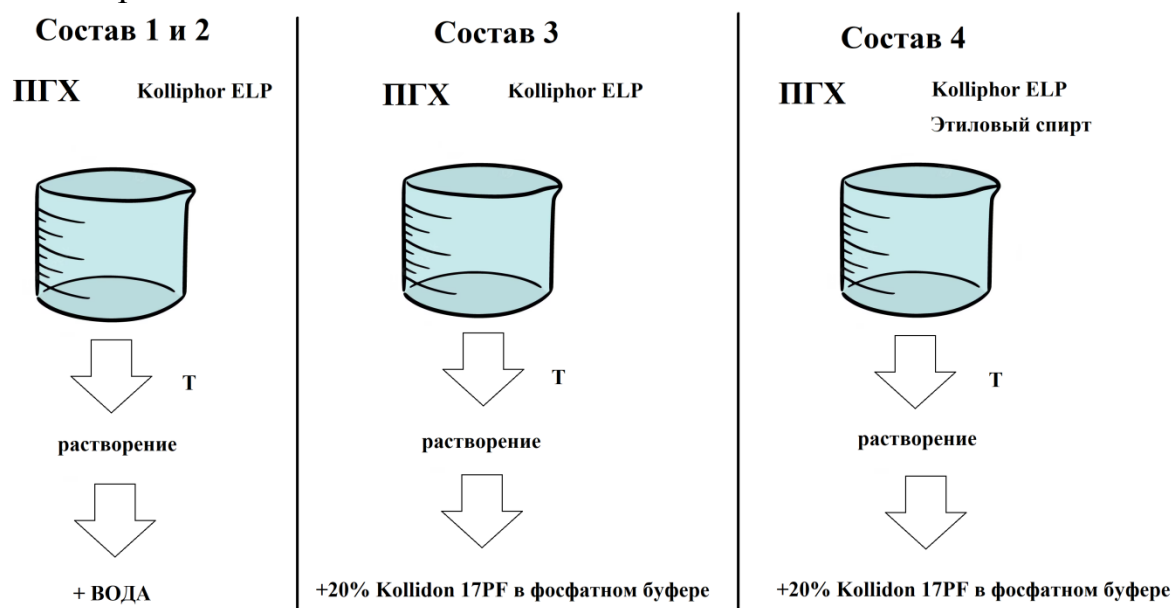 Состав 1 и 2
ПГХ Kolliphor ELP
T
растворение
+ ВОДА
Состав 3
ПГХ Kolliphor ELP
T
растворение
+20% Kollidon 17PF в фосфатном буфере
Состав 4
ПГХ Kolliphor ELP
Этиловый спирт
T
растворение
+20% Kollidon 17PF в фосфатном буфере